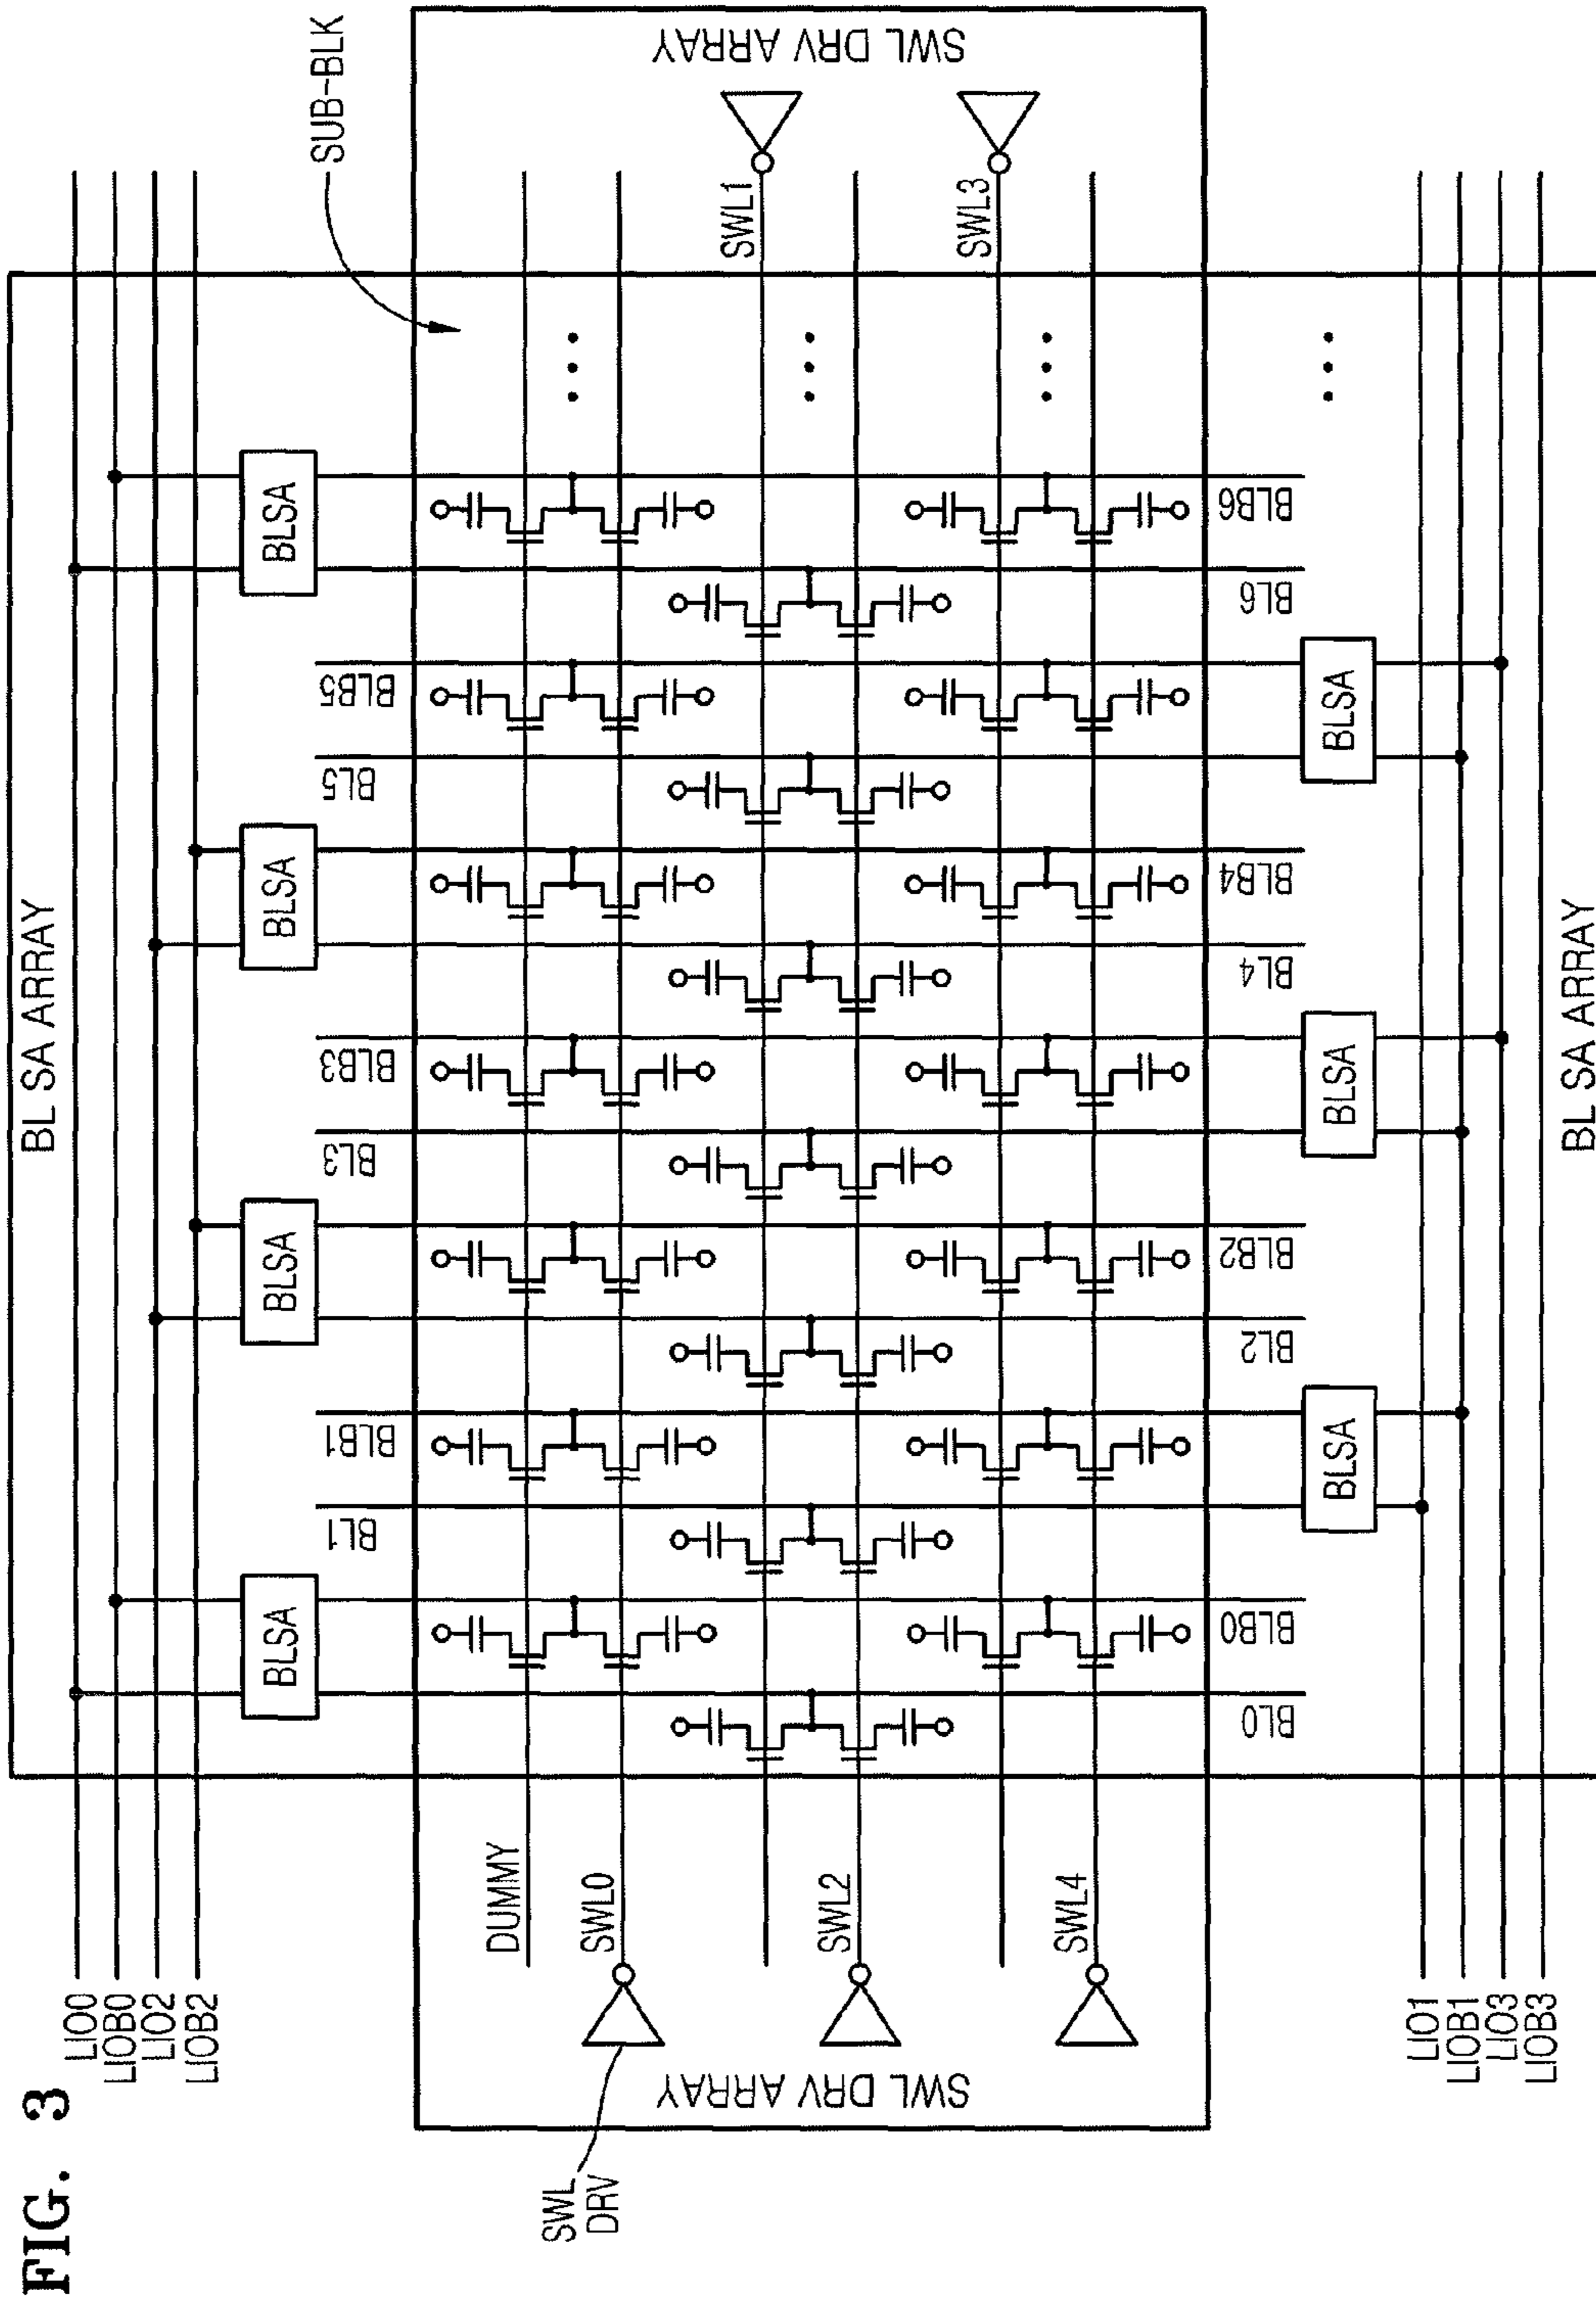 FIG. 3
BL SA ARRAY
LIO0
LIOB0
LIO2
LIOB2
SUB-BLK
BLSA
BLSA
BLSA
BLSA
BL1
BLB1
BL3
BLB3
BL5
BLB5
SWL DRV ARRAY
SWL DRV ARRAY
SWL
DRV
DUMMY
SWL0
SWL1
SWL2
SWL3
SWL4
BL0
BLB0
BL2
BLB2
BL4
BLB4
BL6
BLB6
BLSA
BLSA
BLSA
LIO1
LIOB1
LIO3
LIOB3
BL SA ARRAY